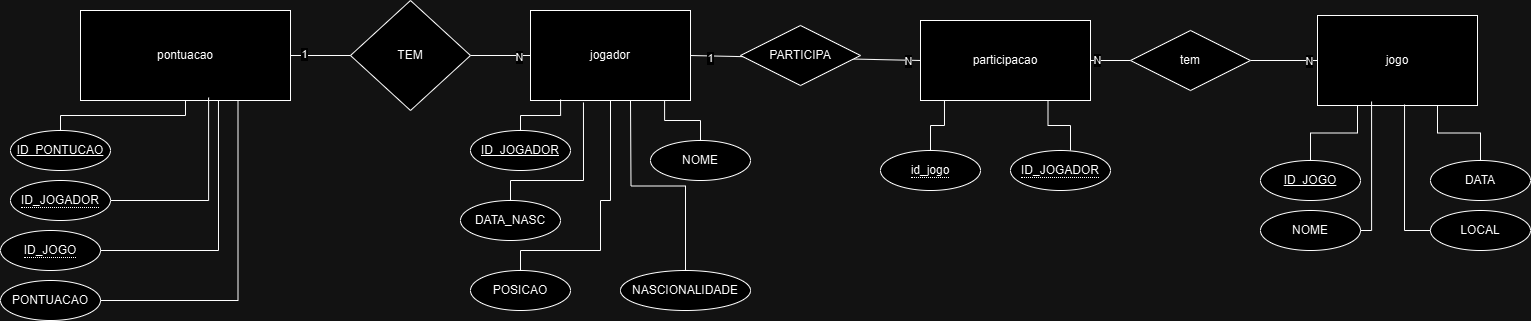 pontuacao
1
TEM
N
jogador
1
PARTICIPA
N
participacao
N
tem
N
jogo
ID_PONTUCAO
ID_JOGADOR
ID_JOGO
PONTUACAO
ID_JOGADOR
NOME
DATA_NASC
POSICAO
NASCIONALIDADE
id_jogo
ID_JOGADOR
ID_JOGO
DATA
NOME
LOCAL